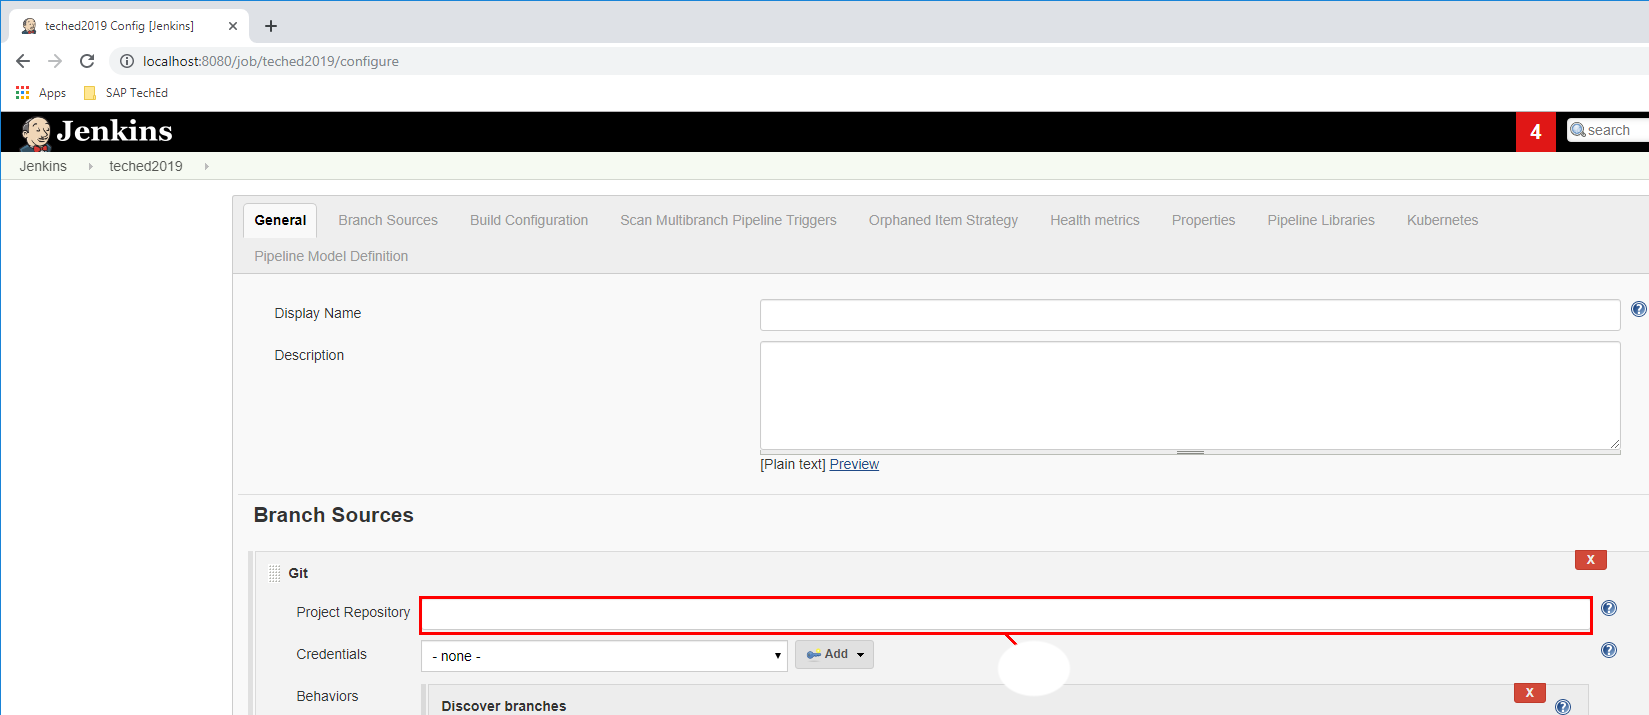 teched2019 Config [Jenkins]
localhost:8080/job/teched2019/configure
Apps SAP TechEd
Jenkins 4 search
Jenkins teched2019
General Branch Sources Build Configuration Scan Multibranch Pipeline Triggers Orphaned Item Strategy Health metrics Properties Pipeline Libraries Kubernetes
Pipeline Model Definition
Display Name
Description
[Plain text] Preview
Branch Sources
X
Git
Project Repository
Credentials - none - Add
Behaviors
X
Discover branches